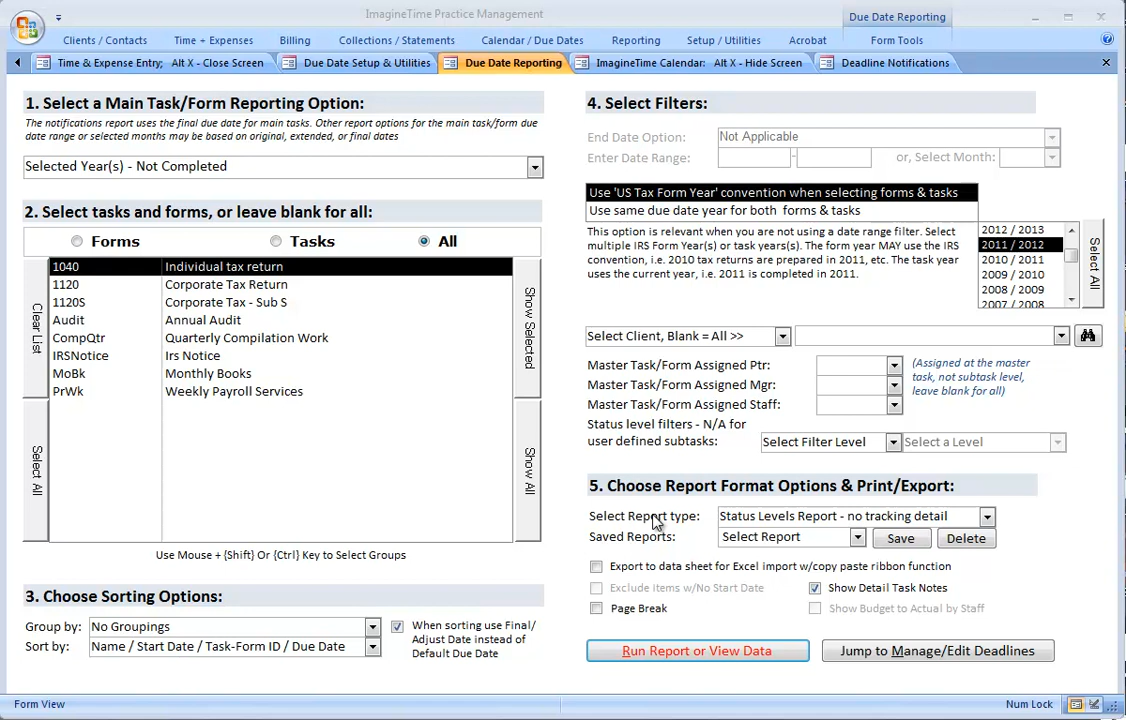 ImagineTime Practice Management
Due Date Reporting
Clients / Contacts
Time + Expenses
Billing
Collections / Statements
Calendar / Due Dates
Reporting
Setup / Utilities
Acrobat
Form Tools
Time & Expense Entry; Alt X - Close Screen
Due Date Setup & Utilities
Due Date Reporting
ImagineTime Calendar: Alt X - Hide Screen
Deadline Notifications
1. Select a Main Task/Form Reporting Option:
The notifications report uses the final due date for main tasks. Other report options for the main task/form due
date range or selected months may be based on original, extended, or final dates
Selected Year(s) - Not Completed
2. Select tasks and forms, or leave blank for all:
Forms
Tasks
All
Clear List
Select All
1040 Individual tax return
1120 Corporate Tax Return
1120S Corporate Tax - Sub S
Audit Annual Audit
CompQtr Quarterly Compilation Work
IRSNotice Irs Notice
MoBk Monthly Books
PrWk Weekly Payroll Services
Show Selected
Show All
Use Mouse + {Shift} Or {Ctrl} Key to Select Groups
3. Choose Sorting Options:
Group by: No Groupings
Sort by: Name / Start Date / Task-Form ID / Due Date
When sorting use Final/
Adjust Date instead of
Default Due Date
4. Select Filters:
End Date Option: Not Applicable
Enter Date Range: - or, Select Month:
Use 'US Tax Form Year' convention when selecting forms & tasks
Use same due date year for both forms & tasks
This option is relevant when you are not using a date range filter. Select
multiple IRS Form Year(s) or task years(s). The form year MAY use the IRS
convention, i.e. 2010 tax returns are prepared in 2011, etc. The task year
uses the current year, i.e. 2011 is completed in 2011.
2012 / 2013
2011 / 2012
2010 / 2011
2009 / 2010
2008 / 2009
2007 / 2008
Select All
Select Client, Blank = All >>
Master Task/Form Assigned Ptr:
Master Task/Form Assigned Mgr:
Master Task/Form Assigned Staff:
(Assigned at the master
task, not subtask level,
leave blank for all)
Status level filters - N/A for
user defined subtasks:
Select Filter Level
Select a Level
5. Choose Report Format Options & Print/Export:
Select Report type: Status Levels Report - no tracking detail
Saved Reports: Select Report Save Delete
Export to data sheet for Excel import w/copy paste ribbon function
Exclude Items w/No Start Date
Show Detail Task Notes
Page Break
Show Budget to Actual by Staff
Run Report or View Data
Jump to Manage/Edit Deadlines
Form View
Num Lock